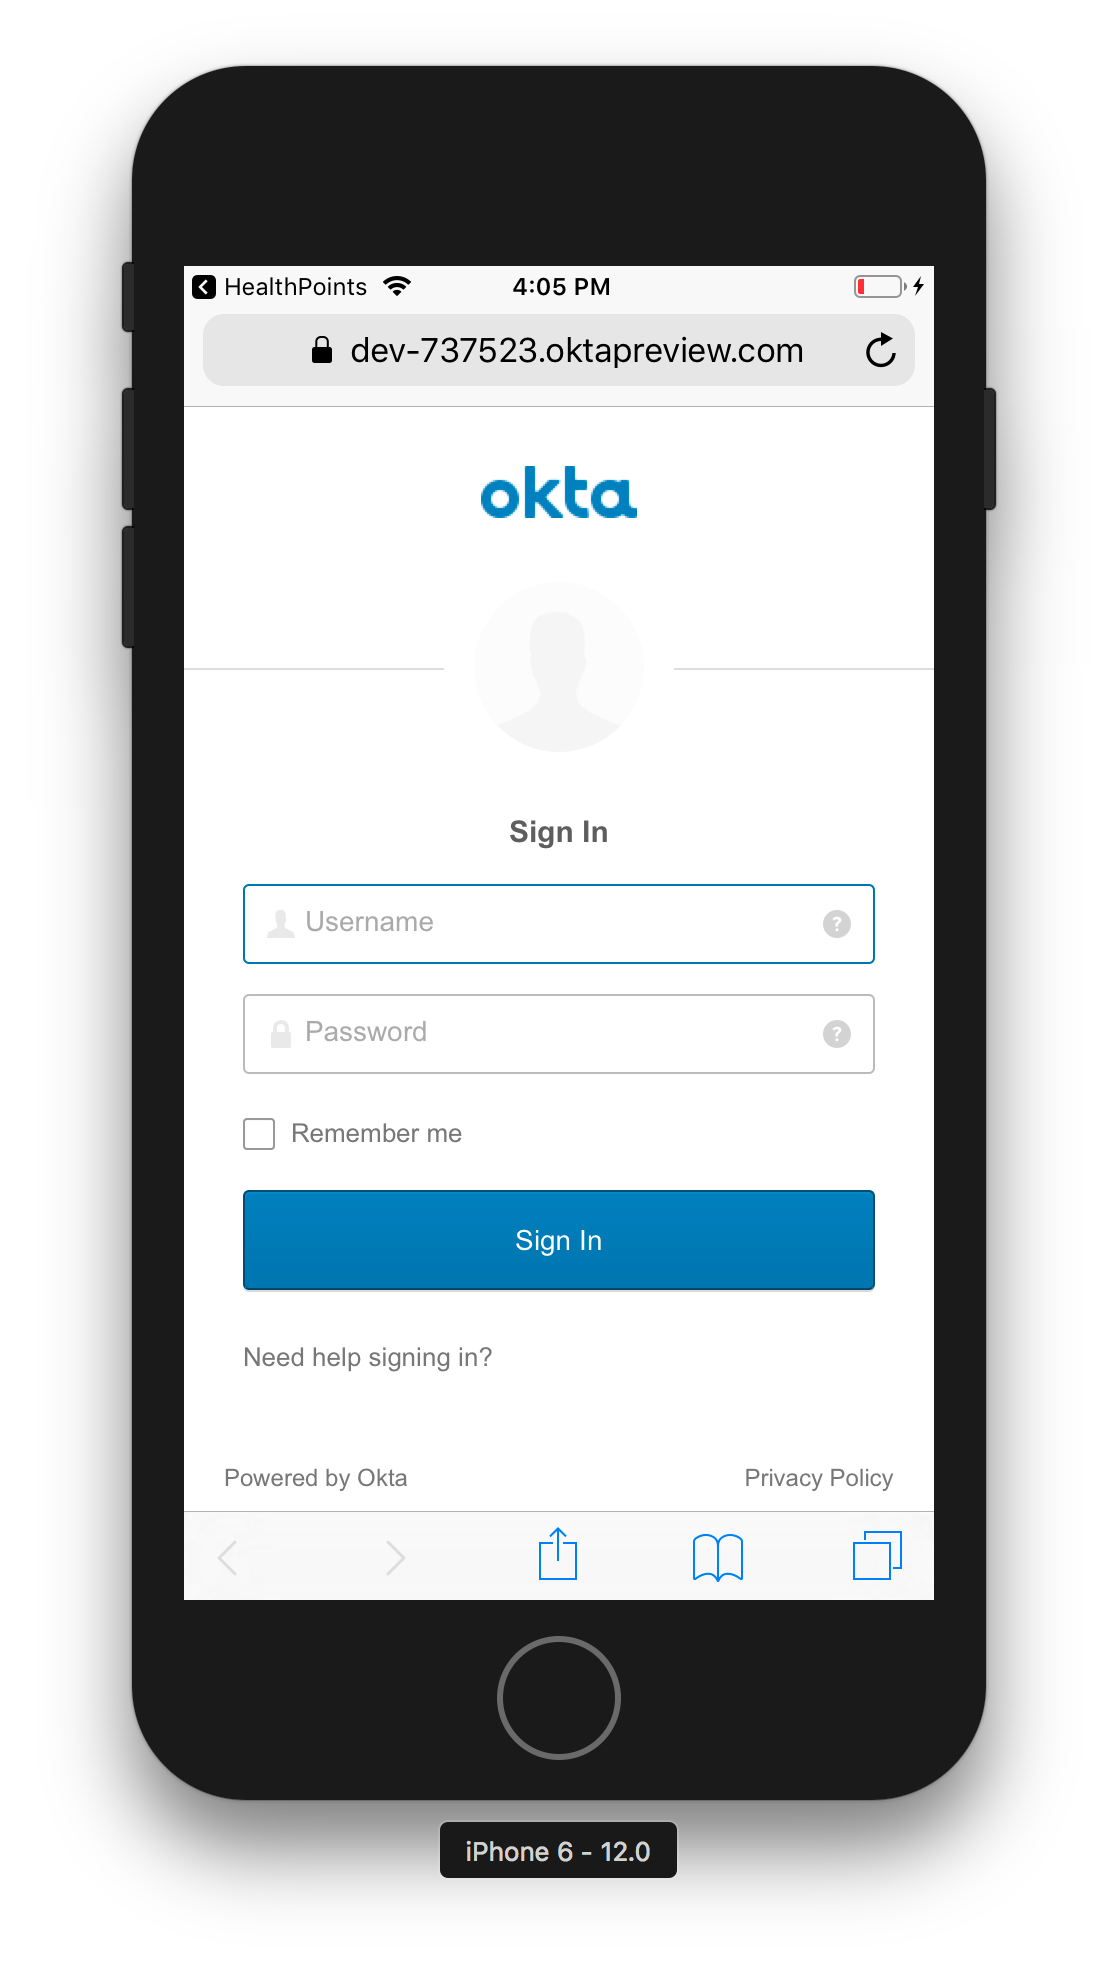 HealthPoints 4:05 PM
dev-737523.oktapreview.com
okta
Sign In
Username ?
Password ?
Remember me
Sign In
Need help signing in?
Powered by Okta Privacy Policy
iPhone 6 - 12.0